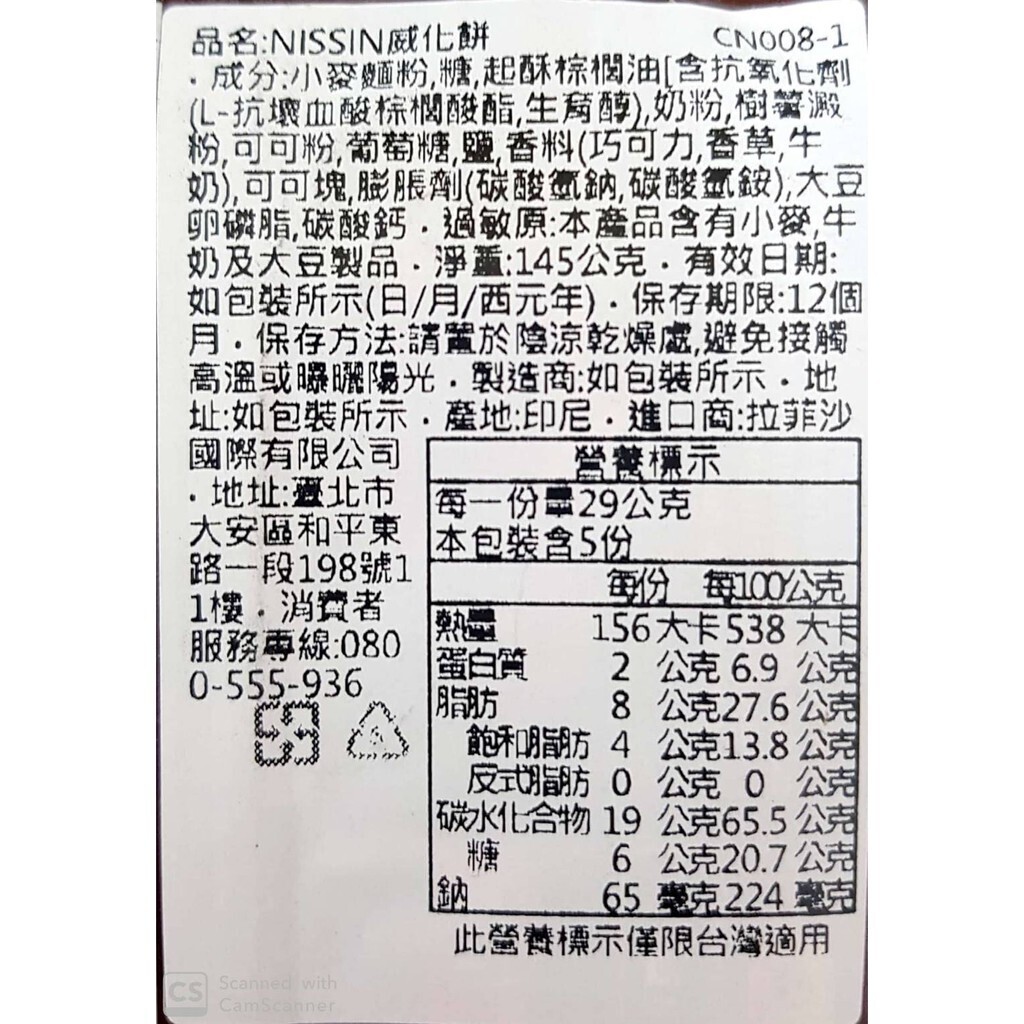 品名:NISSIN威化餅 CN008-1
．成分:小麥麵粉,糖,起酥棕櫚油[含抗氧化劑
(L-抗壞血酸棕櫚酸酯,生育醇),奶粉,樹薯澱
粉,可可粉,葡萄糖,鹽,香料(巧可力,香草,牛
奶),可可塊,膨脹劑(碳酸氫鈉,碳酸氫銨),大豆
卵磷脂,碳酸鈣．過敏原:本產品含有小麥,牛
奶及大豆製品．淨重:145公克．有效日期:
如包裝所示(日/月/西元年)．保存期限:12個
月．保存方法:請置於陰涼乾燥處,避免接觸
高溫或曝曬陽光．製造商:如包裝所示．地
址:如包裝所示．產地:印尼．進口商:拉菲沙
國際有限公司
．地址:臺北市
大安區和平東
路一段198號1
1樓．消費者
服務專線:080
0-555-936
營養標示
每一份量29公克
本包裝含5份
每份 每100公克
熱量 156 大卡 538 大卡
蛋白質 2 公克 6.9 公克
脂肪 8 公克 27.6 公克
飽和脂肪 4 公克 13.8 公克
反式脂肪 0 公克 0 公克
碳水化合物 19 公克 65.5 公克
糖 6 公克 20.7 公克
鈉 65 毫克 224 毫克
此營養標示僅限台灣適用
CS Scanned with
CamScanner